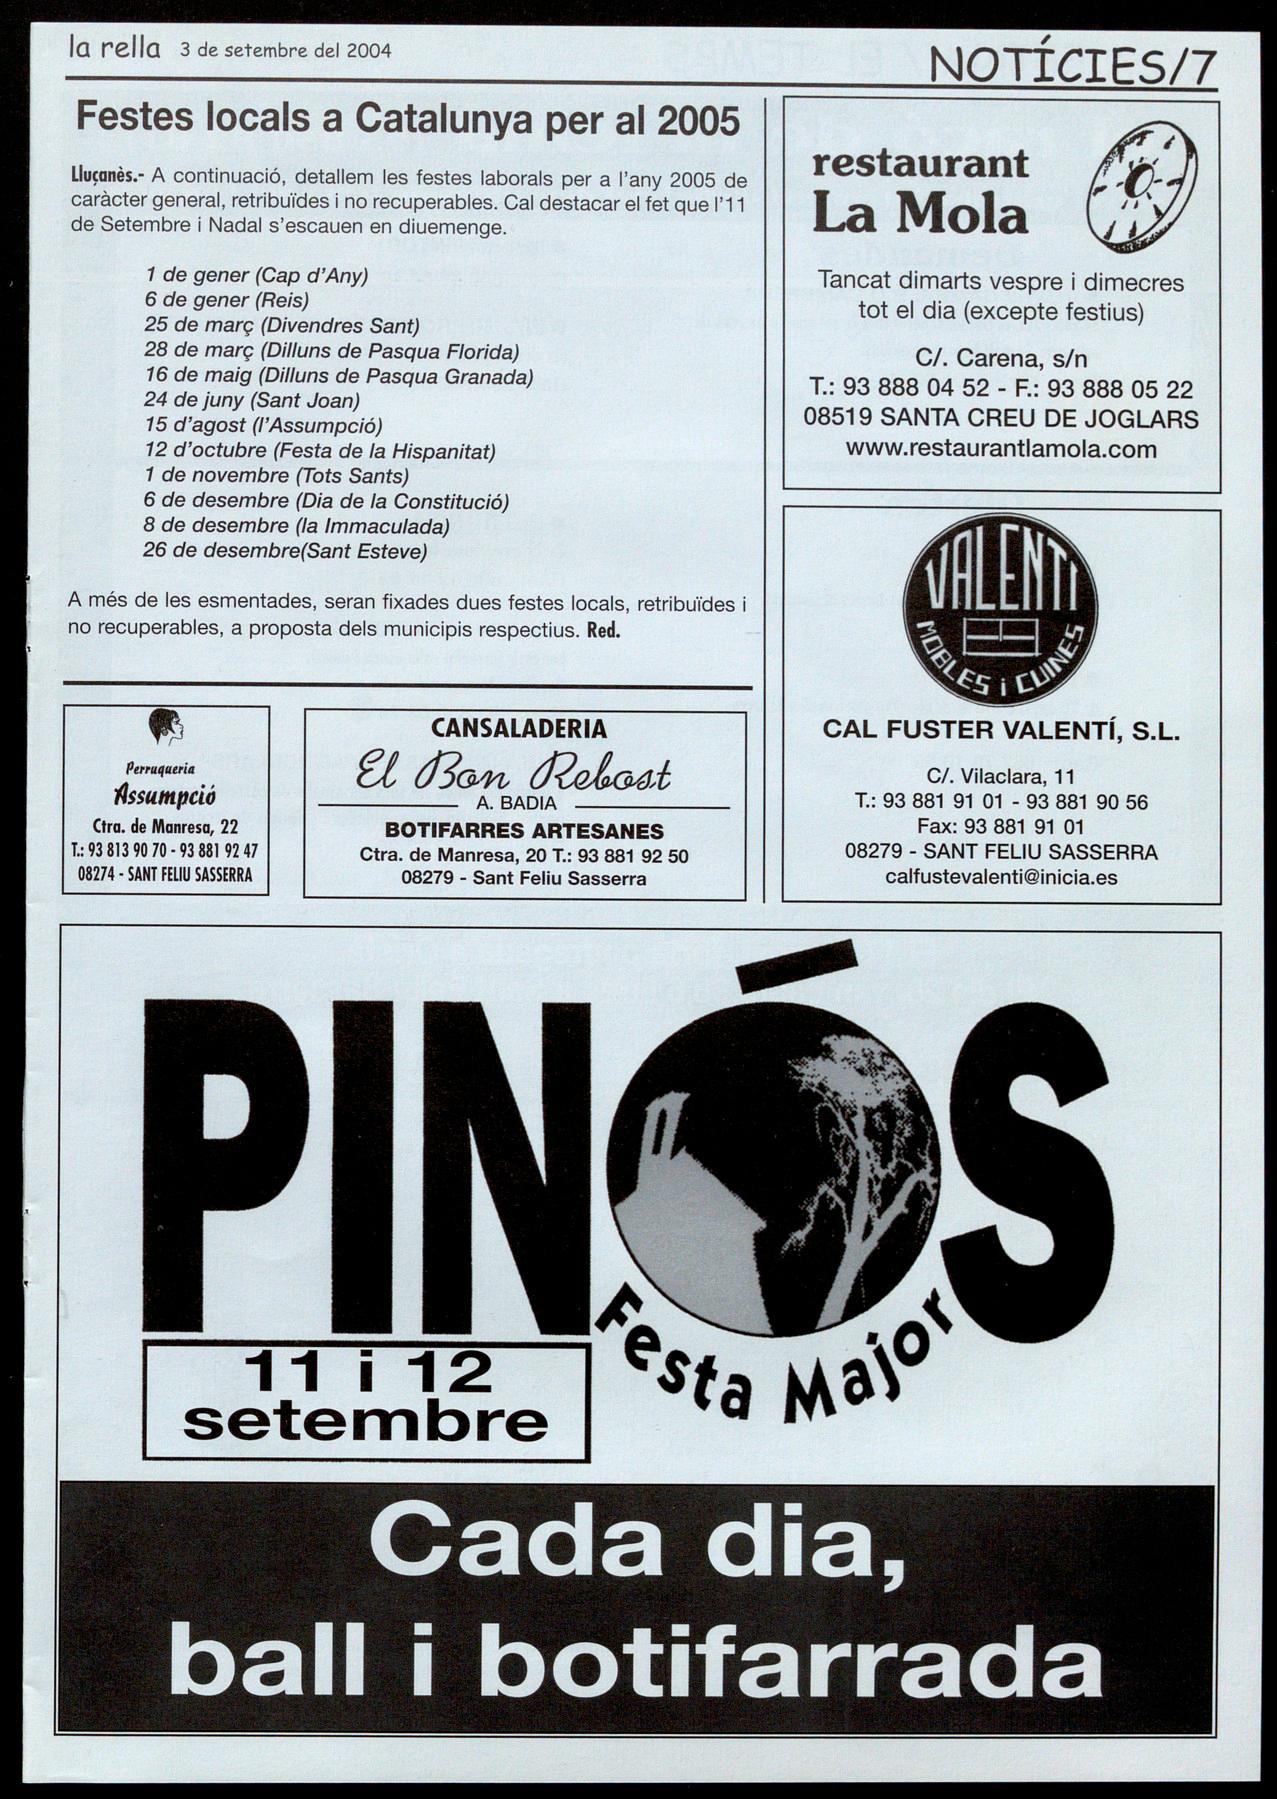 la rella 3 de setembre del 2004
NOTÍCIES/7
Festes locals a Catalunya per al 2005
Lluçanès.- A continuació, detallem les festes laborals per a l'any 2005 de
caràcter general, retribuïdes i no recuperables. Cal destacar el fet que l'11
de Setembre i Nadal s'escauen en diuemenge.
1 de gener (Cap d'Any)
6 de gener (Reis)
25 de març (Divendres Sant)
28 de març (Dilluns de Pasqua Florida)
16 de maig (Dilluns de Pasqua Granada)
24 de juny (Sant Joan)
15 d'agost (l'Assumpció)
12 d'octubre (Festa de la Hispanitat)
1 de novembre (Tots Sants)
6 de desembre (Dia de la Constitució)
8 de desembre (la Immaculada)
26 de desembre(Sant Esteve)
A més de les esmentades, seran fixades dues festes locals, retribuïdes i
no recuperables, a proposta dels municipis respectius. Red.
restaurant
La Mola
Tancat dimarts vespre i dimecres
tot el dia (excepte festius)
C/. Carena, s/n
T.: 93 888 04 52 - F.: 93 888 05 22
08519 SANTA CREU DE JOGLARS
www.restaurantlamola.com
VALENTI
MOBLES i CUINES
CAL FUSTER VALENTÍ, S.L.
C/. Vilaclara, 11
T.: 93 881 91 01 - 93 881 90 56
Fax: 93 881 91 01
08279 - SANT FELIU SASSERRA
calfustevalenti@inicia.es
Perruqueria
Assumpció
Ctra. de Manresa, 22
T.: 93 813 90 70 - 93 881 92 47
08274 - SANT FELIU SASSERRA
CANSALADERIA
El Bon Rebost
A. BADIA
BOTIFARRES ARTESANES
Ctra. de Manresa, 20 T.: 93 881 92 50
08279 - Sant Feliu Sasserra
PINÓS
Festa Major
11 i 12
setembre
Cada dia,
ball i botifarrada